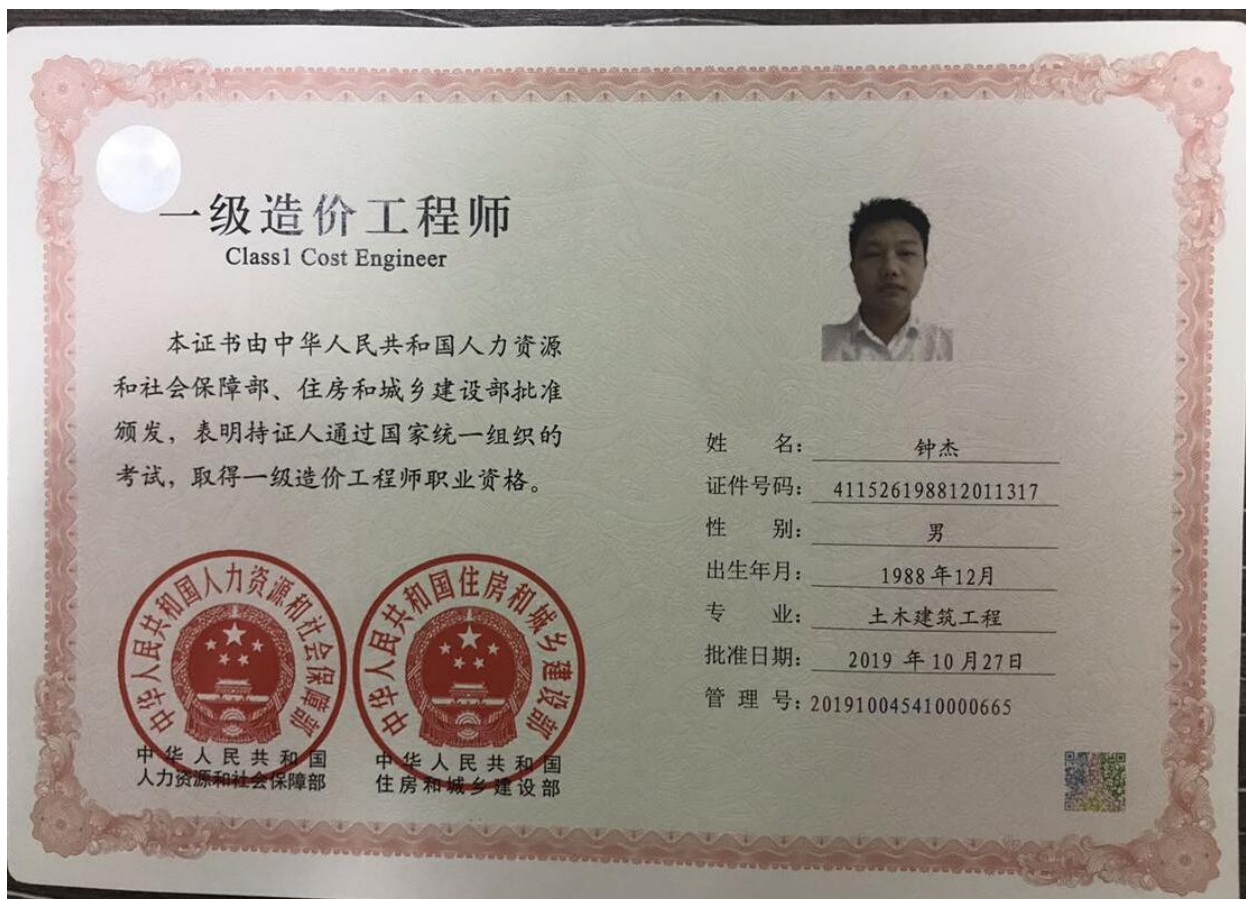 一级造价工程师
Class1 Cost Engineer
本证书由中华人民共和国人力资源
和社会保障部、住房和城乡建设部批准
颁发，表明持证人通过国家统一组织的
考试，取得一级造价工程师职业资格。
中华人民共和国人力资源和社会保障部
中华人民共和国住房和城乡建设部
中华人民共和国
人力资源和社会保障部
中华人民共和国
住房和城乡建设部
姓 名： 钟杰
证件号码： 411526198812011317
性 别： 男
出生年月： 1988年12月
专 业： 土木建筑工程
批准日期： 2019 年 10 月 27日
管 理 号：201910045410000665